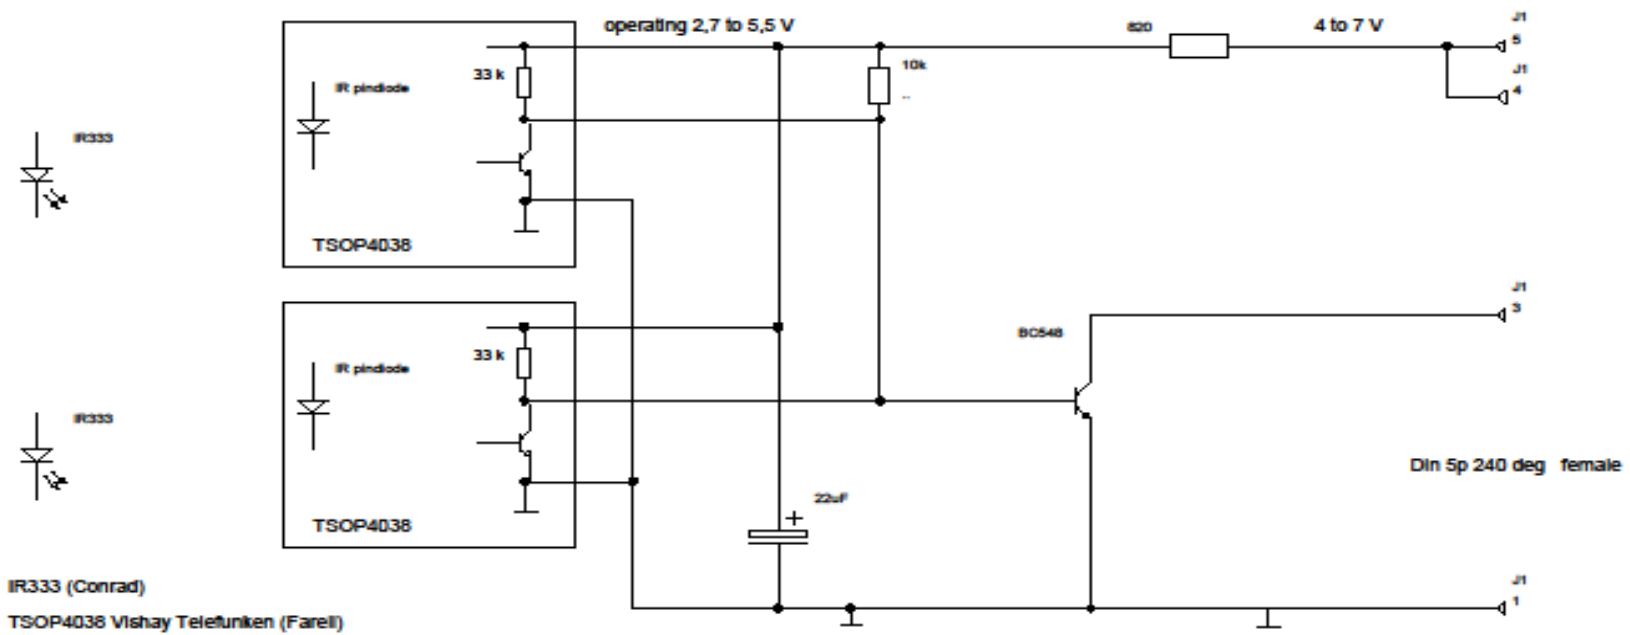 operating 2,7 to 5,5 V
820
4 to 7 V
J1
5
33 k
10k
J1
4
IR pindiode
IR333
TSOP4038
J1
3
BC548
33 k
IR pindiode
IR333
Din 5p 240 deg female
22uF
+
TSOP4038
IR333 (Conrad)
J1
1
TSOP4038 Vishay Telefunken (Farell)